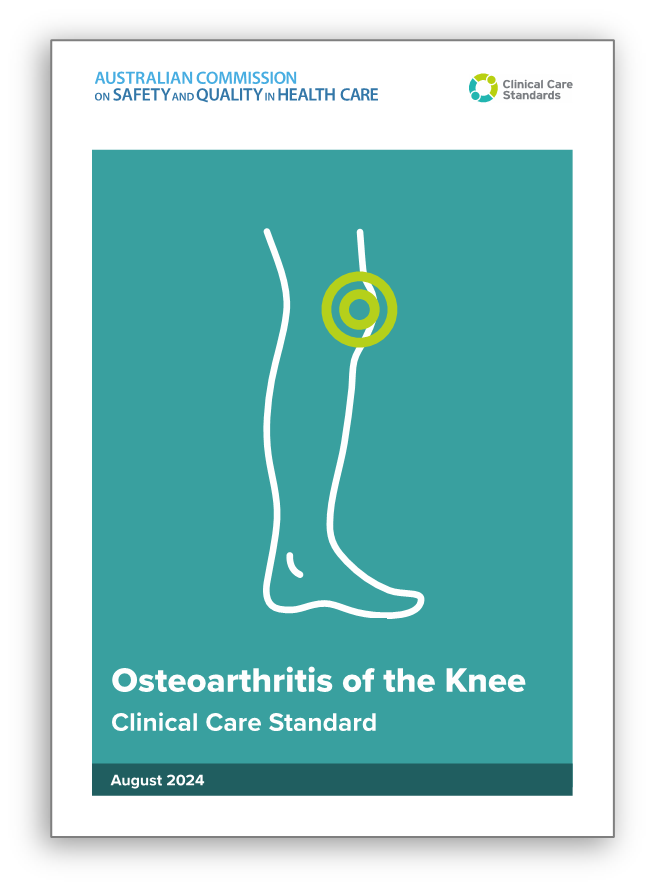 AUSTRALIAN COMMISSION
ON SAFETY AND QUALITY IN HEALTH CARE
Clinical Care
Standards
Osteoarthritis of the Knee
Clinical Care Standard
August 2024